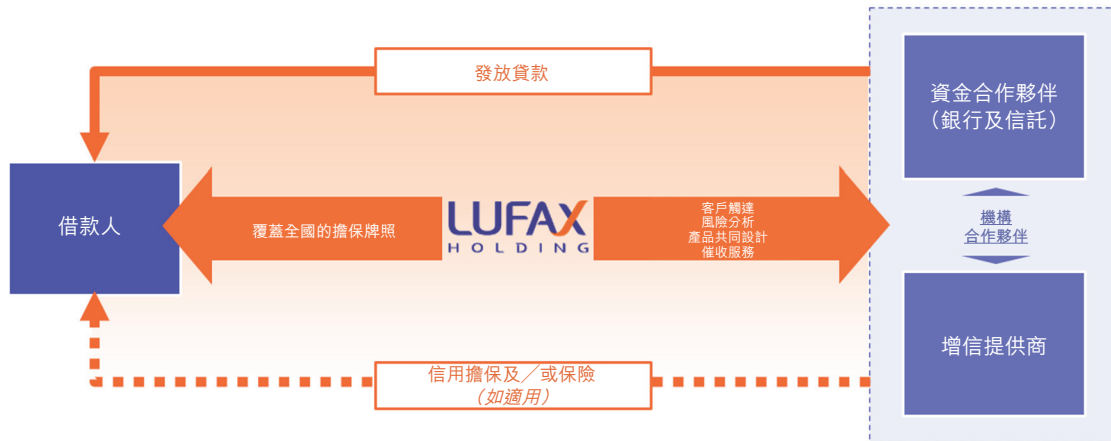 發放貸款
資金合作夥伴
(銀行及信託)
借款人
覆蓋全國的擔保牌照
LUFAX
HOLDING
客戶觸達
風險分析
產品共同設計
催收服務
機構
合作夥伴
增信提供商
信用擔保及╱或保險
(如適用)